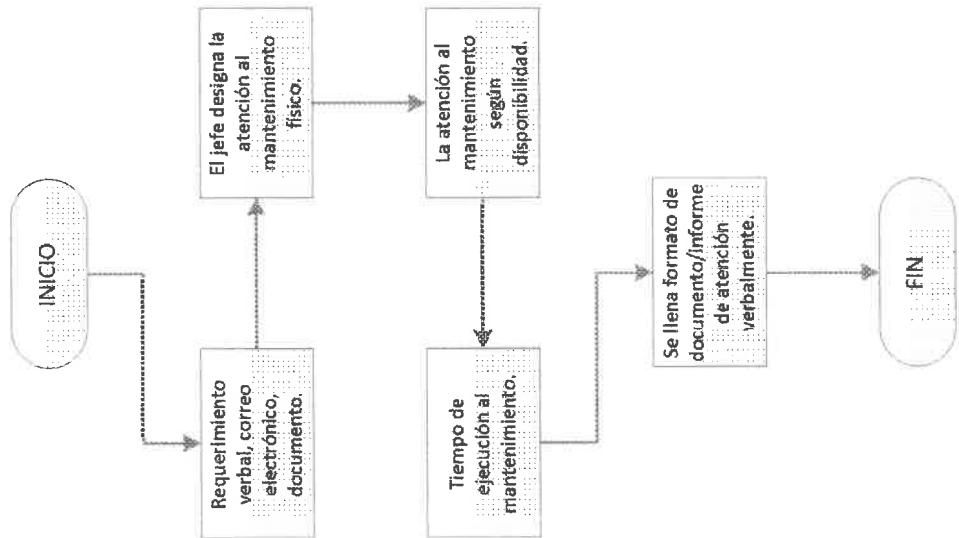 INICIO
Requerimiento
verbal, correo
electrónico,
documento.
El jefe designa la
atención al
mantenimiento
físico.
La atención al
mantenimiento
según
disponibilidad.
Tiempo de
ejecución al
mantenimiento.
Se llena formato de
documento/informe
de atención
verbalmente.
FIN